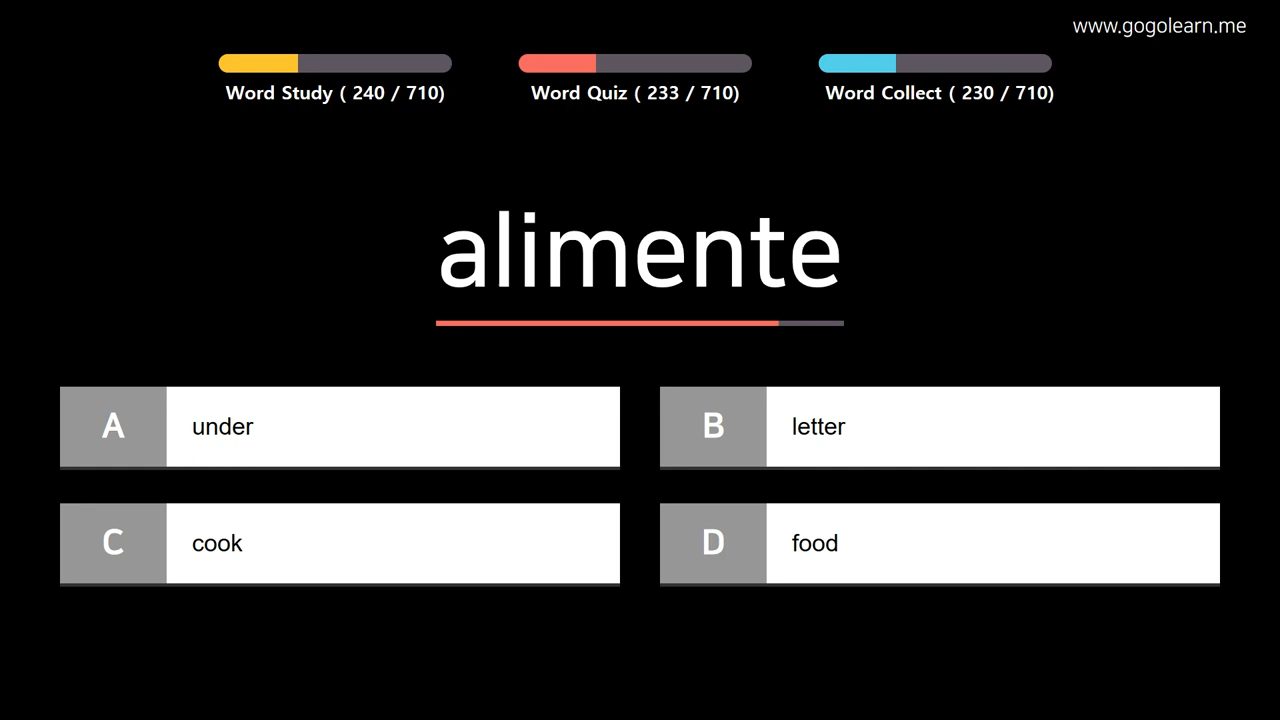 www.gogolearn.me
Word Study ( 240 / 710)
Word Quiz ( 233 / 710)
Word Collect ( 230 / 710)
alimente
A under
B letter
C cook
D food